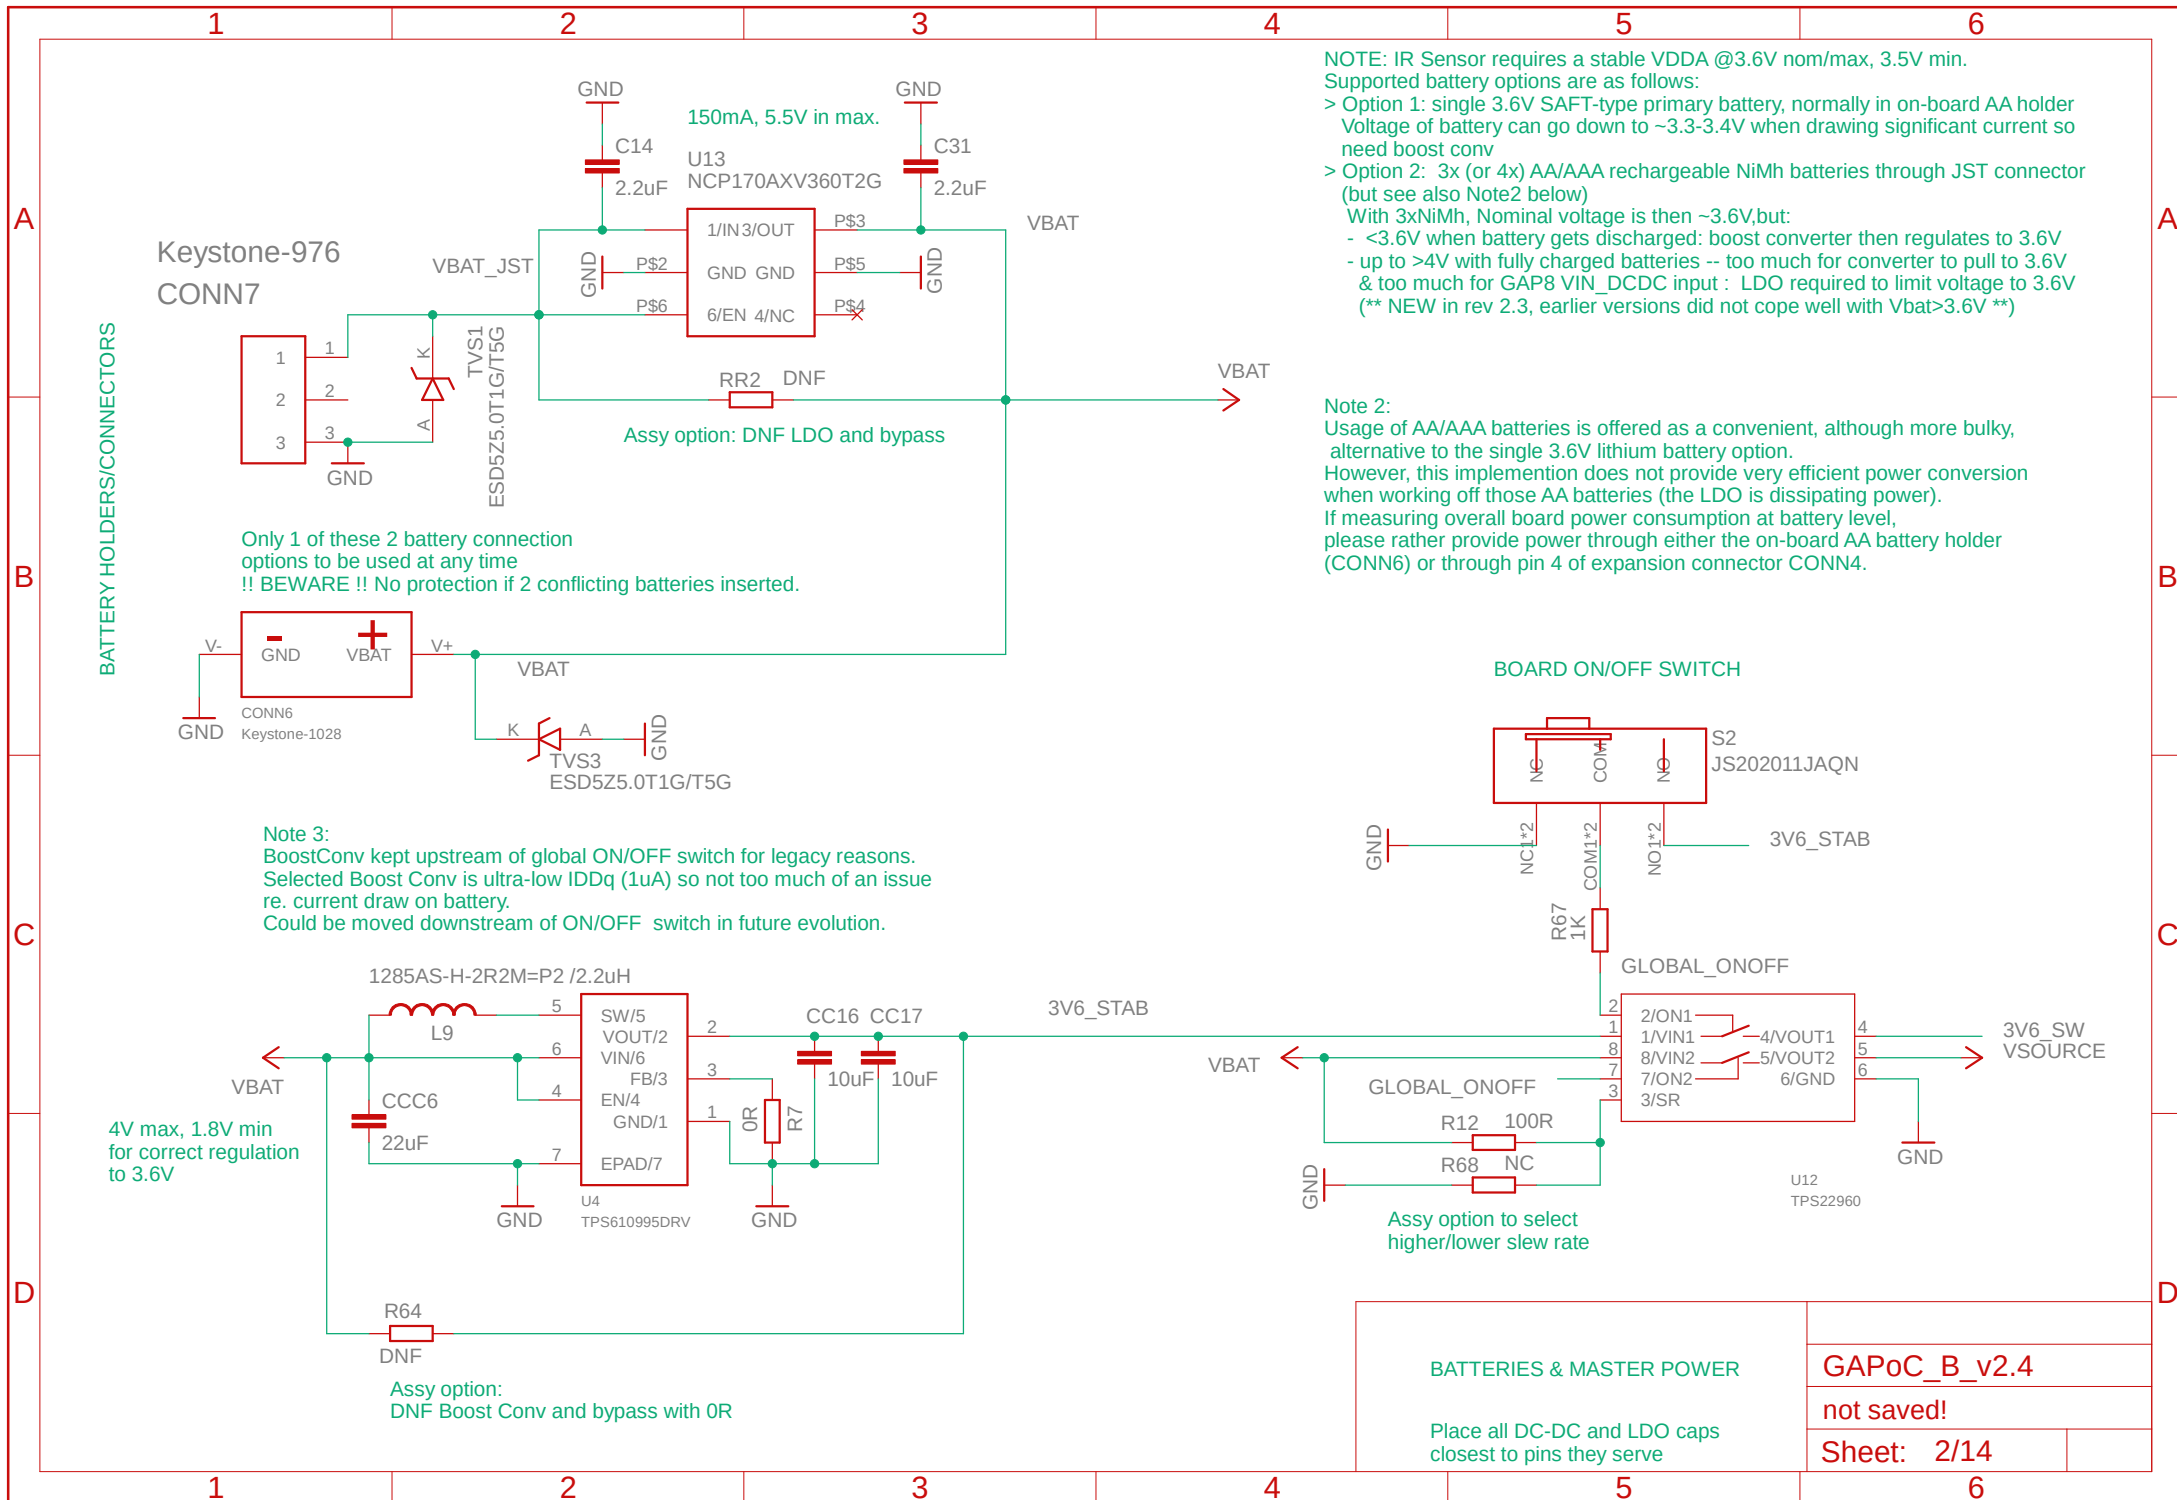 1 2 3 4 5 6
A
B
C
D
A
B
C
D
1 2 3 5 6
BATTERY HOLDERS/CONNECTORS
Keystone-976
CONN7
1
2
3
1
2
3
GND
K
A
TVS1
ESD5Z5.0T1G/T5G
VBAT_JST
GND
C14
2.2uF
150mA, 5.5V in max.
U13
NCP170AXV360T2G
1/IN 3/OUT
GND GND
6/EN 4/NC
P$2
P$6
P$3
P$5
P$4
GND
GND
GND
C31
2.2uF
VBAT
RR2 DNF
Assy option: DNF LDO and bypass
VBAT
NOTE: IR Sensor requires a stable VDDA @3.6V nom/max, 3.5V min.
Supported battery options are as follows:
> Option 1: single 3.6V SAFT-type primary battery, normally in on-board AA holder
Voltage of battery can go down to ~3.3-3.4V when drawing significant current so
need boost conv
> Option 2:  3x (or 4x) AA/AAA rechargeable NiMh batteries through JST connector
(but see also Note2 below)
With 3xNiMh, Nominal voltage is then ~3.6V,but:
-  <3.6V when battery gets discharged: boost converter then regulates to 3.6V
- up to >4V with fully charged batteries -- too much for converter to pull to 3.6V
& too much for GAP8 VIN_DCDC input :  LDO required to limit voltage to 3.6V
(** NEW in rev 2.3, earlier versions did not cope well with Vbat>3.6V **)
Note 2:
Usage of AA/AAA batteries is offered as a convenient, although more bulky,
alternative to the single 3.6V lithium battery option.
However, this implemention does not provide very efficient power conversion
when working off those AA batteries (the LDO is dissipating power).
If measuring overall board power consumption at battery level,
please rather provide power through either the on-board AA battery holder
(CONN6) or through pin 4 of expansion connector CONN4.
Only 1 of these 2 battery connection
options to be used at any time
!! BEWARE !! No protection if 2 conflicting batteries inserted.
V-
- +
GND VBAT
V+
VBAT
GND
CONN6
Keystone-1028
K A
GND
TVS3
ESD5Z5.0T1G/T5G
BOARD ON/OFF SWITCH
NC
COM
NO
S2
JS202011JAQN
GND
NC1*2
COM1*2
NO1*2
3V6_STAB
R67
1K
GLOBAL_ONOFF
Note 3:
BoostConv kept upstream of global ON/OFF switch for legacy reasons.
Selected Boost Conv is ultra-low IDDq (1uA) so not too much of an issue
re. current draw on battery.
Could be moved downstream of ON/OFF  switch in future evolution.
1285AS-H-2R2M=P2 /2.2uH
L9
VBAT
CCC6
22uF
4V max, 1.8V min
for correct regulation
to 3.6V
5
6
4
7
SW/5
VOUT/2
VIN/6
FB/3
EN/4
GND/1
EPAD/7
2
3
1
U4
TPS610995DRV
GND
0R
R7
GND
CC16 CC17
10uF 10uF
3V6_STAB
R64
DNF
Assy option:
DNF Boost Conv and bypass with 0R
VBAT
GLOBAL_ONOFF
2
1
8
7
3
2/ON1
1/VIN1
8/VIN2
7/ON2
3/SR
4/VOUT1
5/VOUT2
6/GND
4
5
6
3V6_SW
VSOURCE
GND
R12 100R
R68 NC
GND
Assy option to select
higher/lower slew rate
U12
TPS22960
BATTERIES & MASTER POWER
Place all DC-DC and LDO caps
closest to pins they serve
GAPoC_B_v2.4
not saved!
Sheet: 2/14